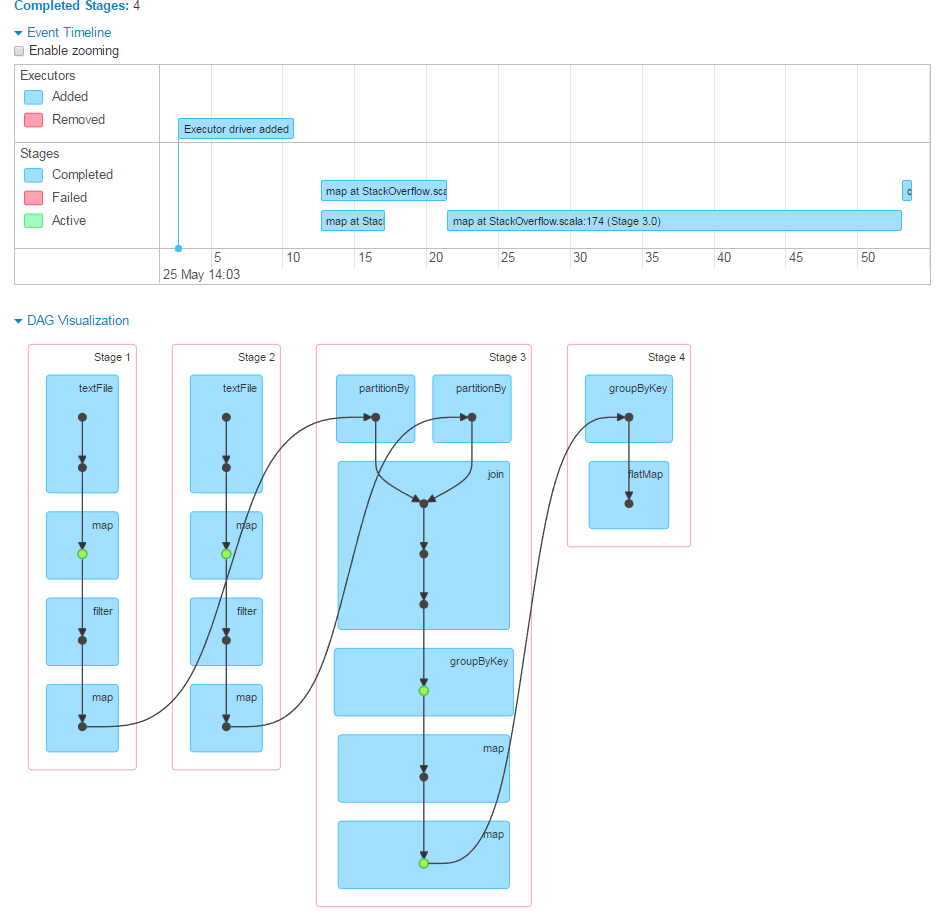 Completed Stages: 4
Event Timeline
Enable zooming
Executors
Added
Removed
Executor driver added
Stages
Completed
Failed
Active
map at StackOverflow.sca
map at Stac
map at StackOverflow.scala:174 (Stage 3.0)
5 10 15 20 25 30 35 40 45 50
25 May 14:03
DAG Visualization
Stage 1
textFile
map
filter
map
Stage 2
textFile
map
filter
map
Stage 3
partitionBy partitionBy
join
groupByKey
map
map
Stage 4
groupByKey
flatMap